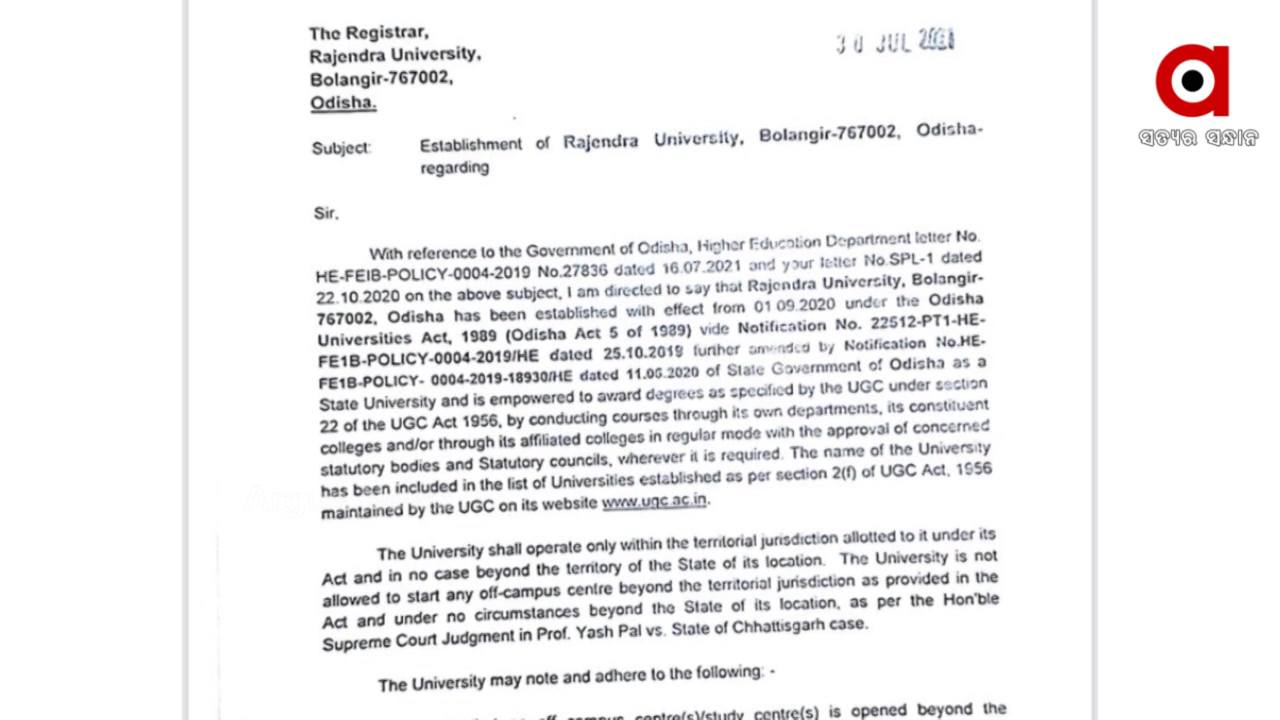 The Registrar,
Rajendra University,
Bolangir-767002,
Odisha.
30 JUL
ସତ୍ୟର ସନ୍ଧାନ
Subject: Establishment of Rajendra University, Bolangir-767002, Odisha-
regarding
Sir,
With reference to the Government of Odisha, Higher Education Department letter No.
HE-FEIB-POLICY-0004-2019 No.27836 dated 16.07.2021 and your letter No.SPL-1 dated
22.10.2020 on the above subject, I am directed to say that Rajendra University, Bolangir-
767002, Odisha has been established with effect from 01.09.2020 under the Odisha
Universities Act, 1989 (Odisha Act 5 of 1989) vide Notification No. 22512-PT1-HE-
FE1B-POLICY-0004-2019/HE dated 25.10.2019 further amended by Notification No.HE-
FE1B-POLICY- 0004-2019-18930/HE dated 11.06.2020 of State Government of Odisha as a
State University and is empowered to award degrees as specified by the UGC under section
22 of the UGC Act 1956, by conducting courses through its own departments, its constituent
colleges and/or through its affiliated colleges in regular mode with the approval of concerned
statutory bodies and Statutory councils, wherever it is required. The name of the University
has been included in the list of Universities established as per section 2(f) of UGC Act, 1956
maintained by the UGC on its website www.ugc.ac.in.
The University shall operate only within the territorial jurisdiction allotted to it under its
Act and in no case beyond the territory of the State of its location. The University is not
allowed to start any off-campus centre beyond the territorial jurisdiction as provided in the
Act and under no circumstances beyond the State of its location, as per the Hon'ble
Supreme Court Judgment in Prof. Yash Pal vs. State of Chhattisgarh case.
The University may note and adhere to the following: -
centre(s)/study centre(s) is opened beyond the